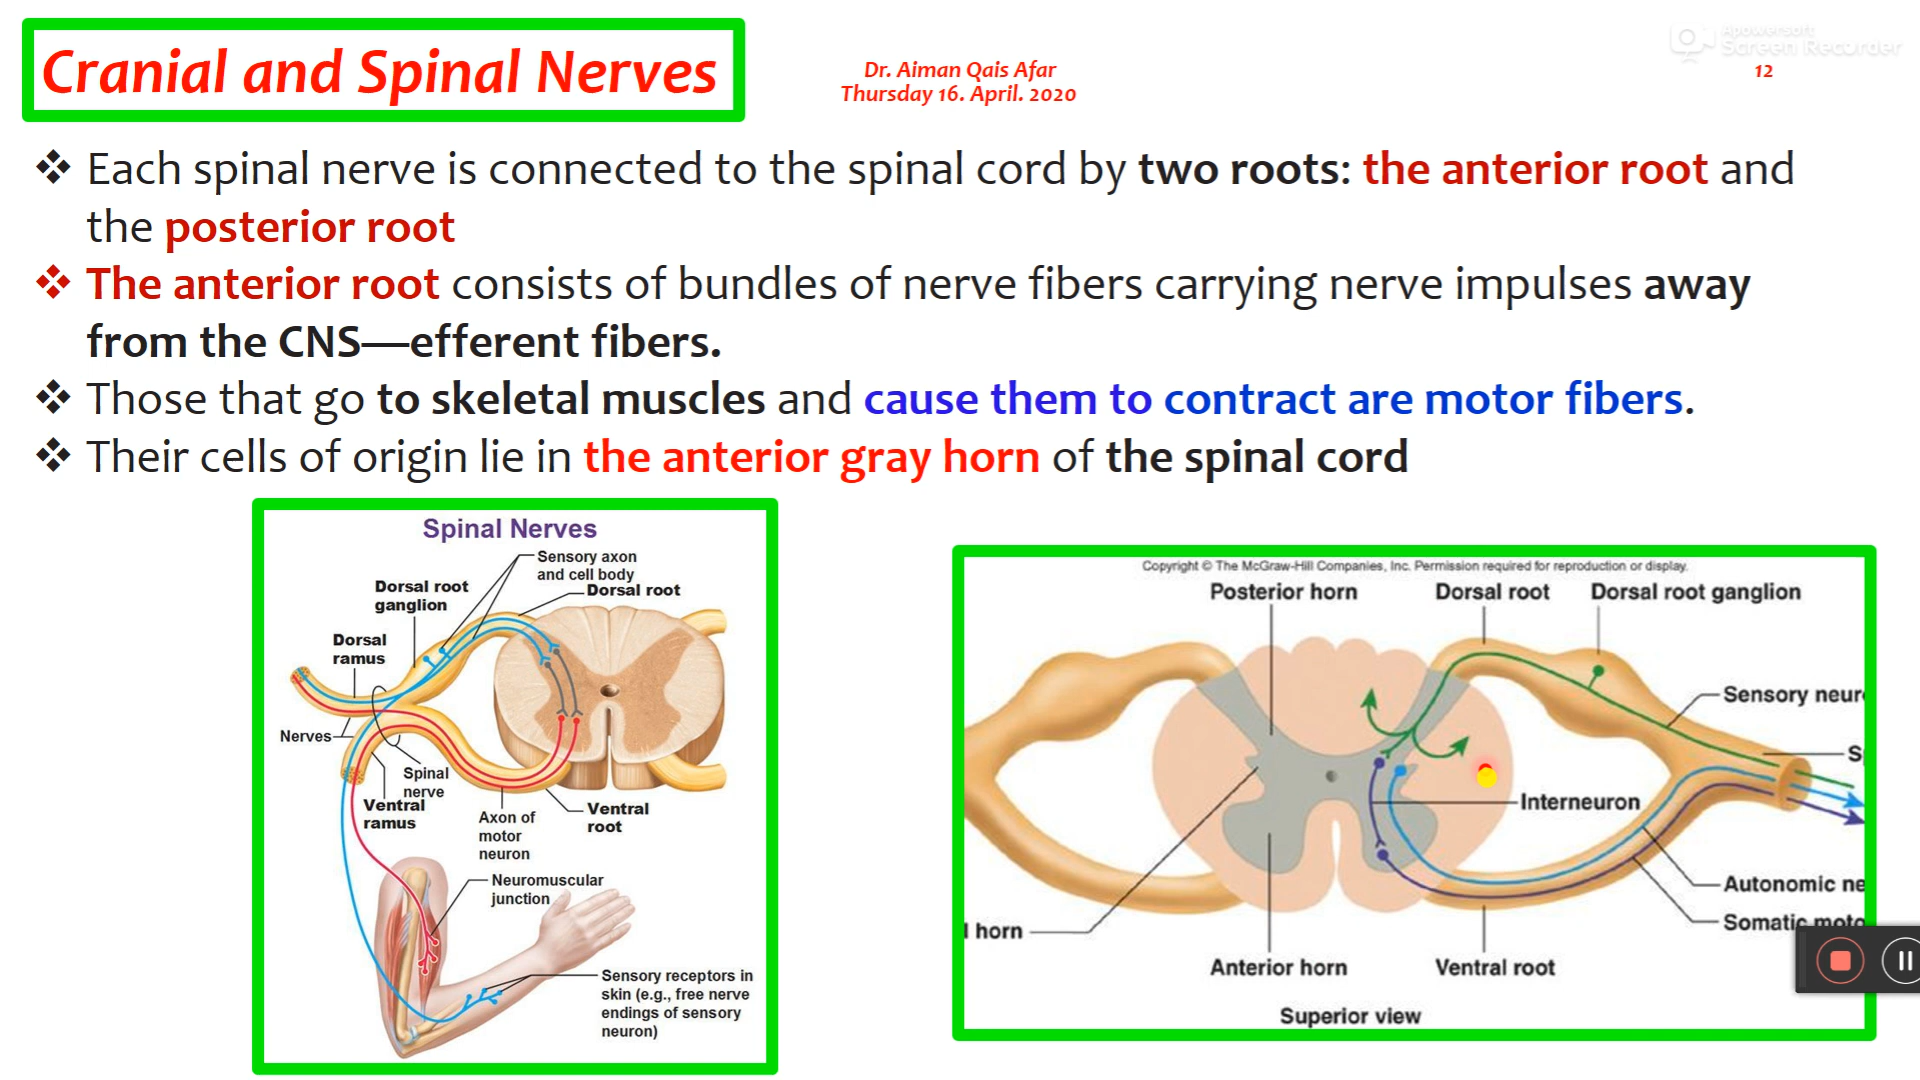 Cranial and Spinal Nerves
Dr. Aiman Qais Afar
Thursday 16. April. 2020
Apowersoft
Screen Recorder
12
❖ Each spinal nerve is connected to the spinal cord by two roots: the anterior root and
the posterior root
❖ The anterior root consists of bundles of nerve fibers carrying nerve impulses away
from the CNS—efferent fibers.
❖ Those that go to skeletal muscles and cause them to contract are motor fibers.
❖ Their cells of origin lie in the anterior gray horn of the spinal cord
Spinal Nerves
Sensory axon
and cell body
Dorsal root
Dorsal root
ganglion
Dorsal
ramus
Nerves
Spinal
nerve
Ventral
ramus
Axon of
motor
neuron
Ventral
root
Neuromuscular
junction
Sensory receptors in
skin (e.g., free nerve
endings of sensory
neuron)
Copyright © The McGraw-Hill Companies, Inc. Permission required for reproduction or display.
Posterior horn
Dorsal root
Dorsal root ganglion
Sensory neur
S
Interneuron
Autonomic ne
Somatic moto
l horn
Anterior horn
Ventral root
Superior view